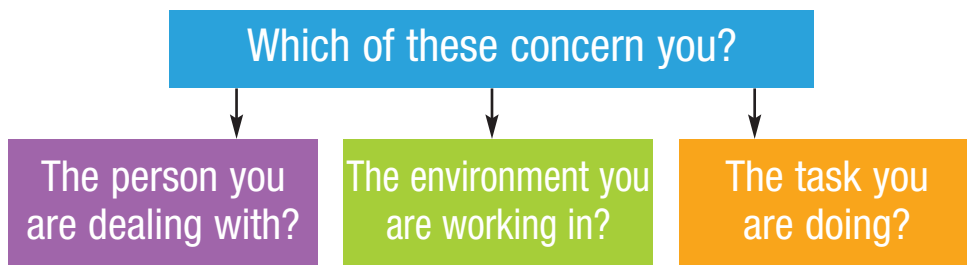 Which of these concern you?
The person you
are dealing with?
The environment you
are working in?
The task you
are doing?